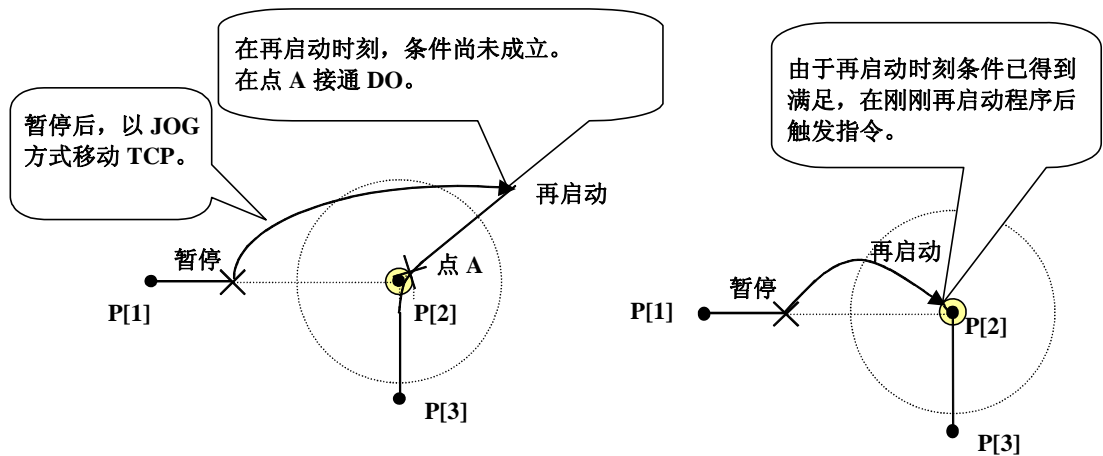 在再启动时刻，条件尚未成立。
在点 A 接通 DO。
暂停后，以 JOG
方式移动 TCP。
再启动
暂停
点 A
P[1]
P[2]
P[3]
由于再启动时刻条件已得到
满足，在刚刚再启动程序后
触发指令。
再启动
暂停
P[1]
P[2]
P[3]